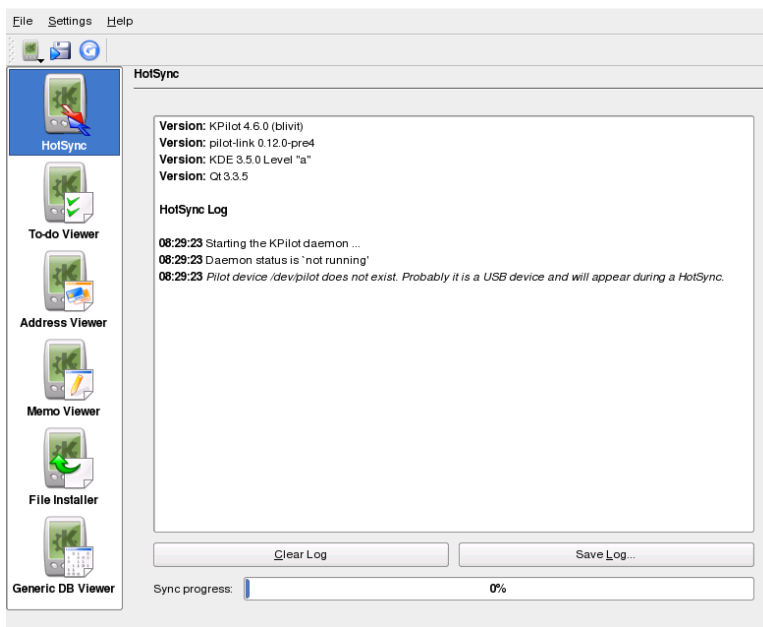 File Settings Help
HotSync
HotSync
Version: KPilot 4.6.0 (blivit)
Version: pilot-link 0.12.0-pre4
Version: KDE 3.5.0 Level "a"
Version: Qt 3.3.5
HotSync Log
08:29:23 Starting the KPilot daemon ...
08:29:23 Daemon status is `not running'
08:29:23 Pilot device /dev/pilot does not exist. Probably it is a USB device and will appear during a HotSync.
To-do Viewer
Address Viewer
Memo Viewer
File Installer
Generic DB Viewer
Clear Log
Save Log...
Sync progress:
0%